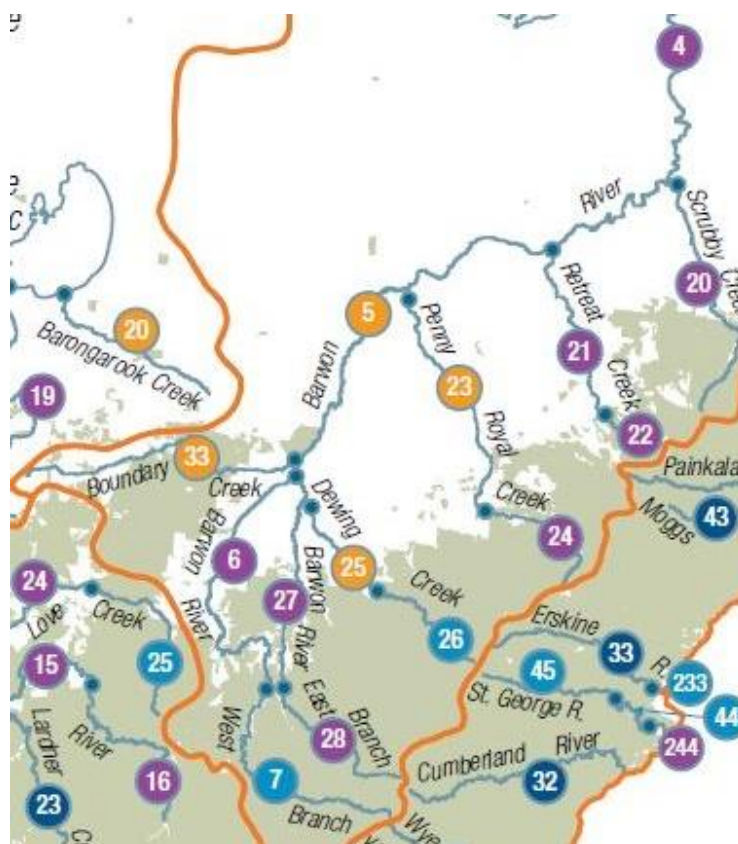 4
River
Scrubby
Creek
20
Retreat
Creek
21
22
5
Barwon
Penny
Royal
Creek
23
24
20
Barongarook Creek
19
33
Boundary
Creek
Dewing
Creek
25
26
Barwon
River
West
Branch
6
7
27
Barwon
River
East
Branch
28
Painkala
Moggs
43
Erskine
R.
33
233
45
St. George R.
44
244
Cumberland
River
32
Wye
24
Love
Creek
25
15
River
16
Lardner
23